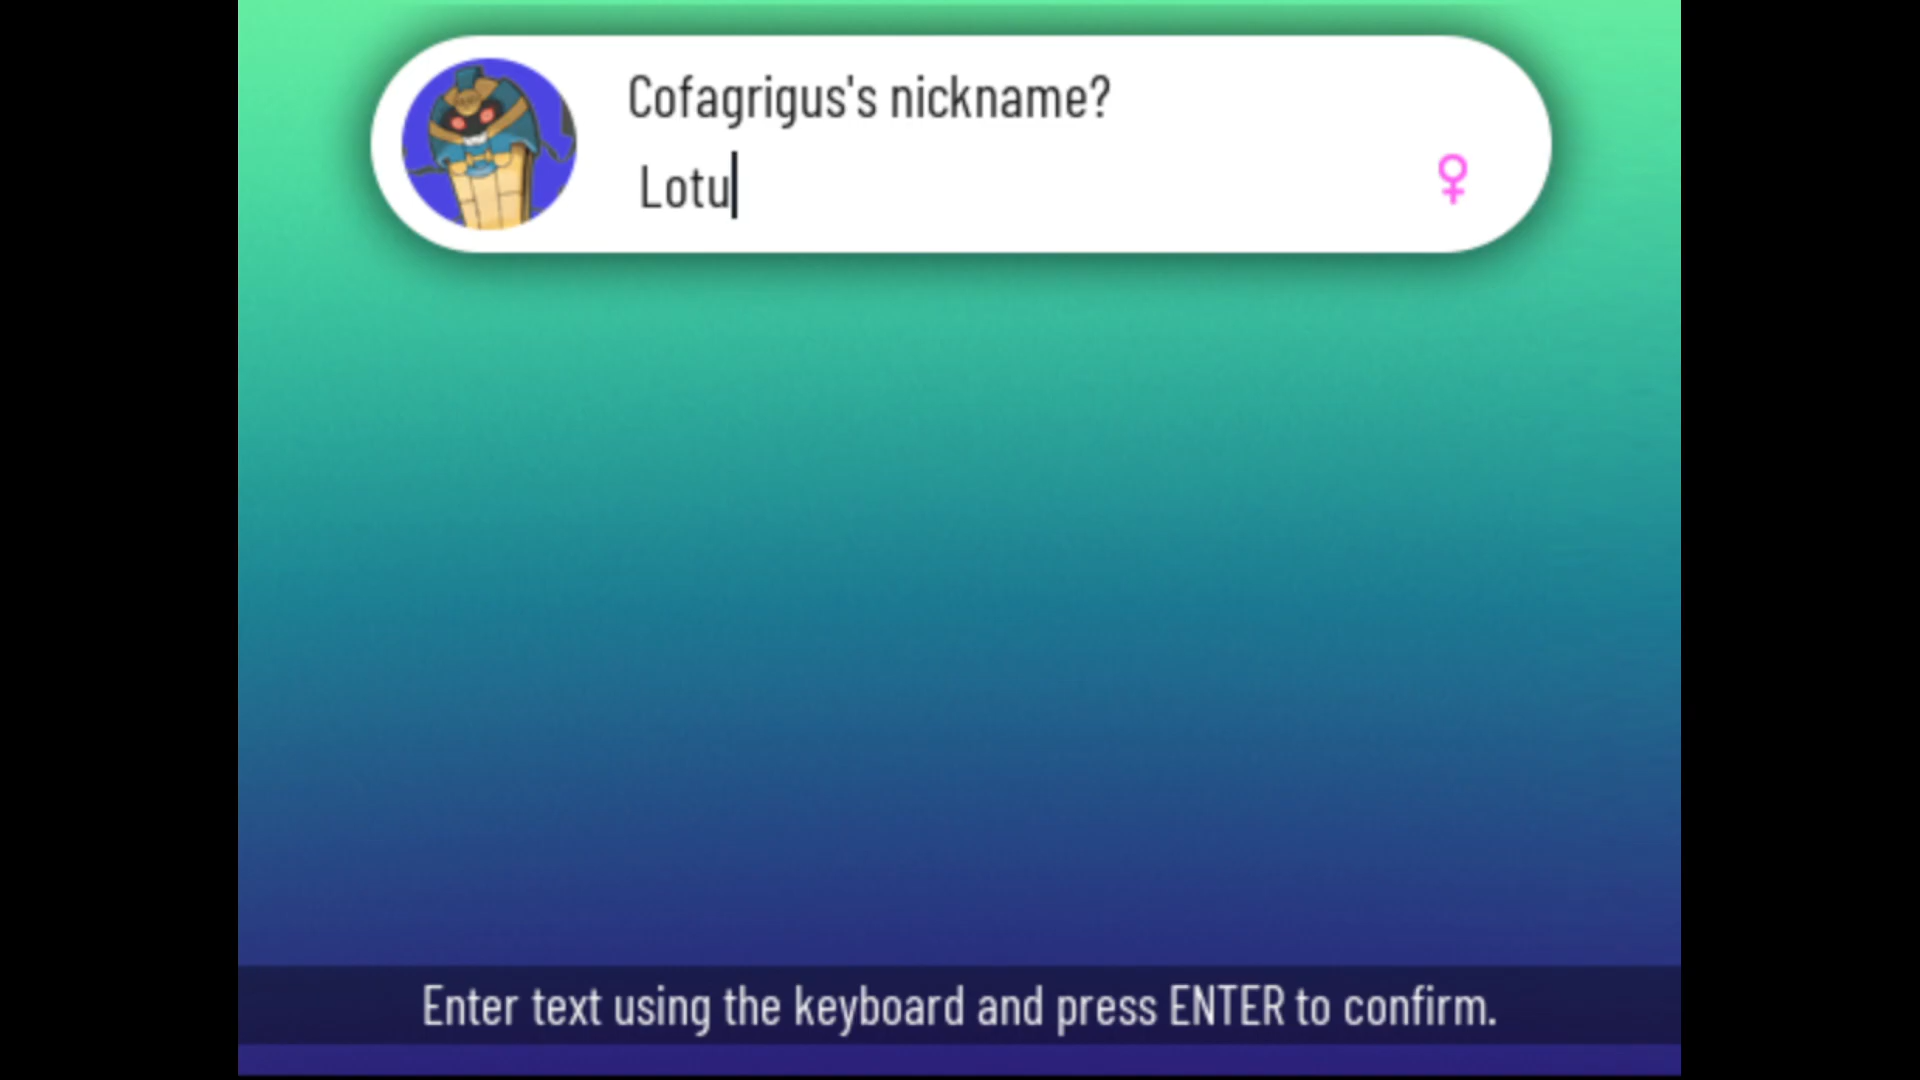 Cofagrigus's nickname?
Lotu
Enter text using the keyboard and press ENTER to confirm.